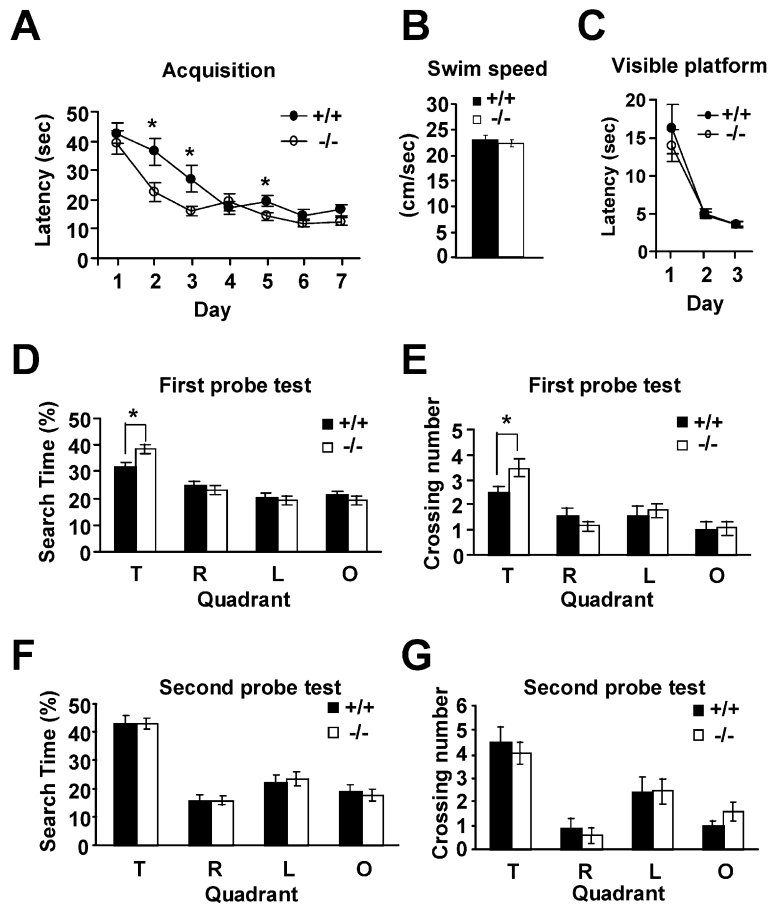 A
Acquisition
+/+
-/-
Latency (sec)
50
40
30
20
10
0
*
*
*
1 2 3 4 5 6 7
Day
B
Swim speed
+/+
-/-
(cm/sec)
30
25
20
15
10
5
0
C
Visible platform
+/+
-/-
Latency (sec)
20
15
10
5
0
1 2 3
Day
D
First probe test
+/+
-/-
Search Time (%)
50
40
30
20
10
0
*
T R L O
Quadrant
E
First probe test
+/+
-/-
Crossing number
5
4
3
2
1
0
*
T R L O
Quadrant
F
Second probe test
+/+
-/-
Search Time (%)
50
40
30
20
10
0
T R L O
Quadrant
G
Second probe test
+/+
-/-
Crossing number
6
5
4
3
2
1
0
T R L O
Quadrant